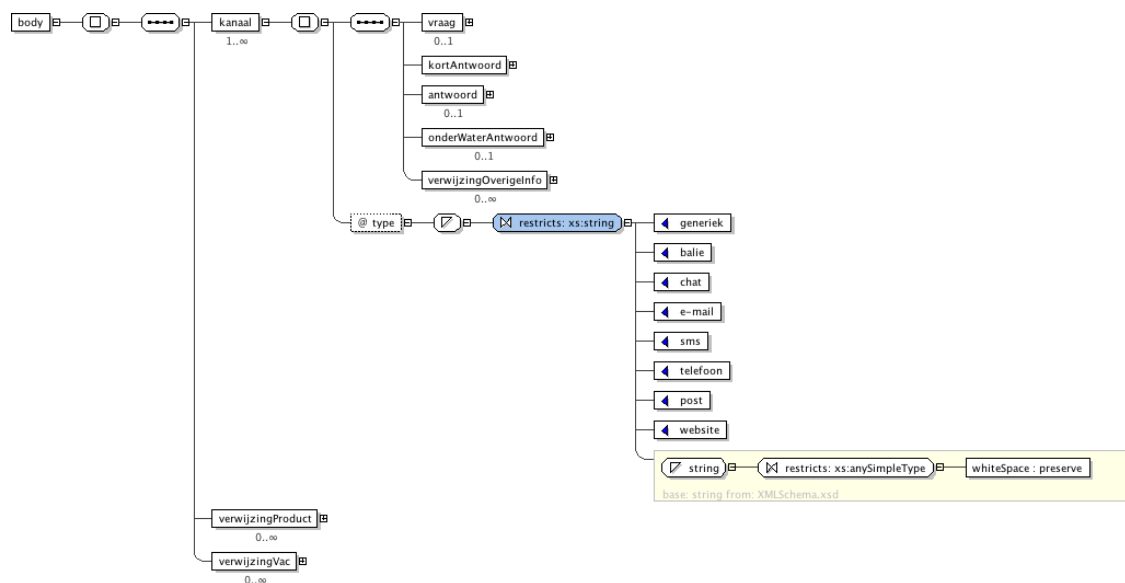 body
kanaal
1..∞
vraag
0..1
kortAntwoord
antwoord
0..1
onderWaterAntwoord
0..1
verwijzingOverigeInfo
0..∞
@ type
restricts: xs:string
generiek
balie
chat
e-mail
sms
telefoon
post
website
string
restricts: xs:anySimpleType
whiteSpace : preserve
base: string from: XMLSchema.xsd
verwijzingProduct
0..∞
verwijzingVac
0..∞